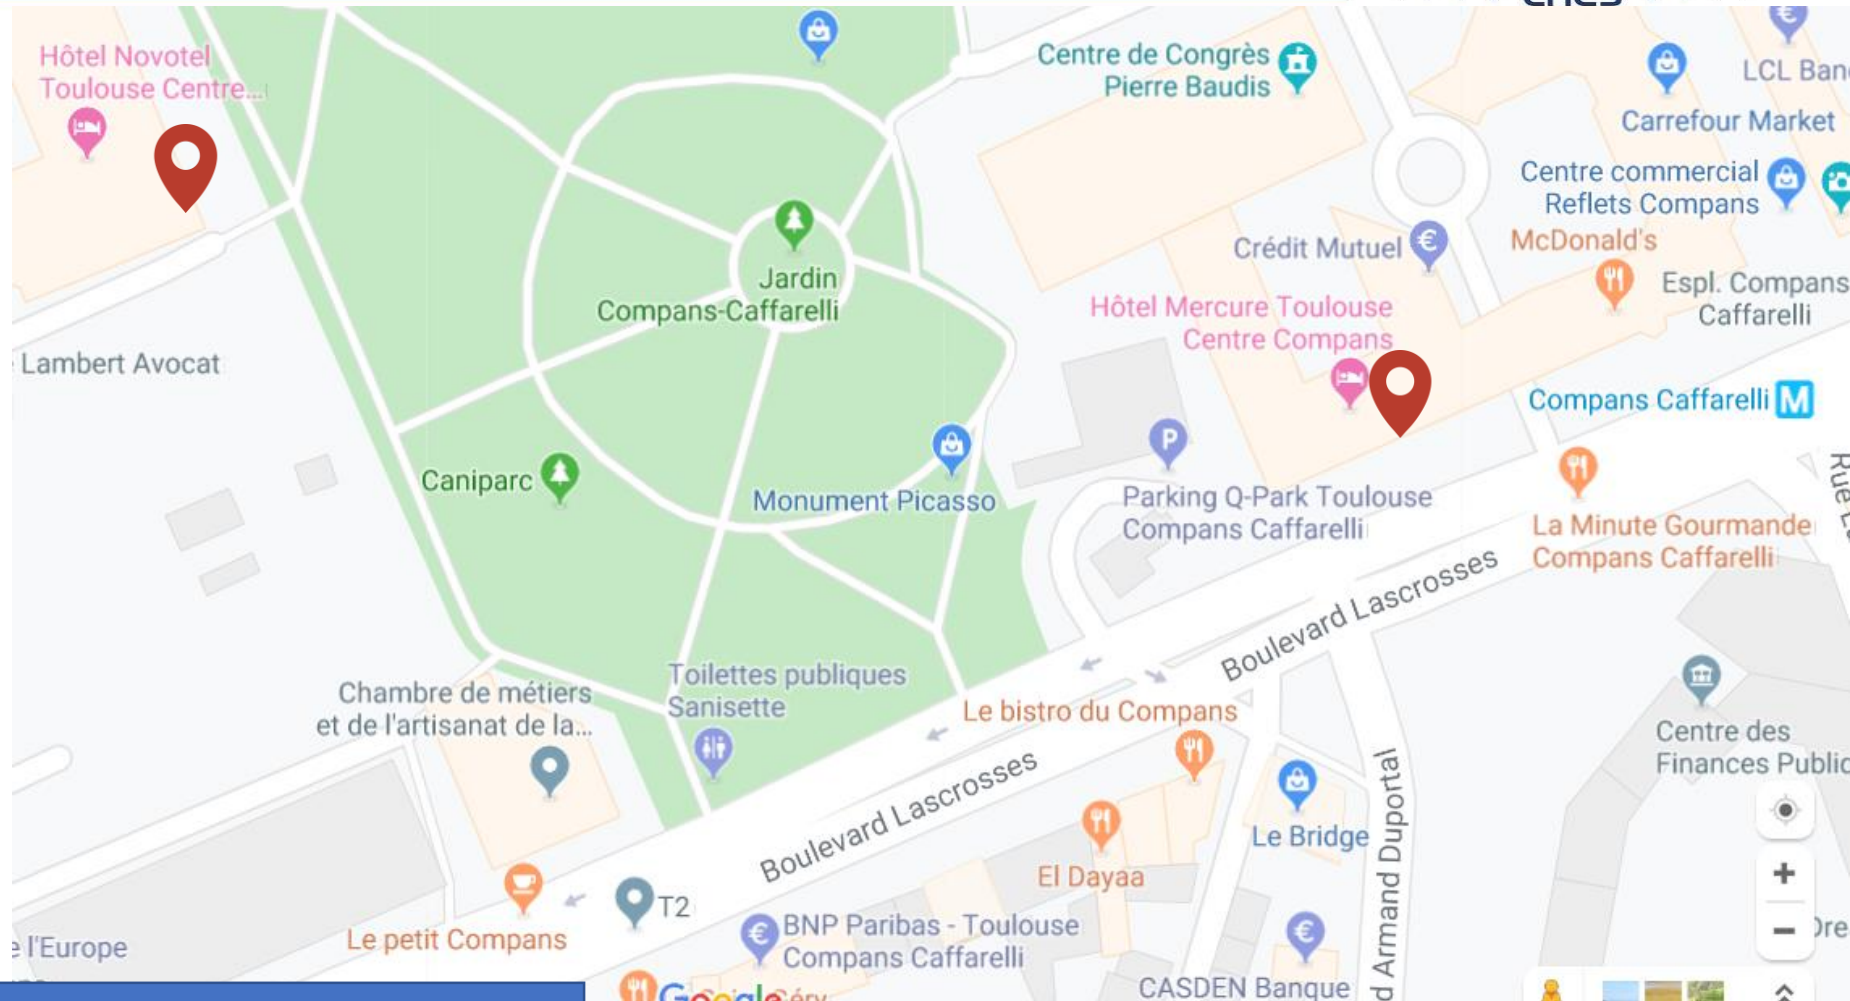 Hôtel Novotel
Toulouse Centre...
Centre de Congrès
Pierre Baudis
LCL
Carrefour Market
Centre commercial
Reflets Compans
McDonald's
Crédit Mutuel
Espl. Compans
Caffarelli
Jardin
Compans-Caffarelli
Hôtel Mercure Toulouse
Centre Compans
Lambert Avocat
Compans Caffarelli M
Caniparc
Monument Picasso
P
Parking Q-Park Toulouse
Compans Caffarelli
La Minute Gourmande
Compans Caffarelli
Rue
Boulevard Lascrosses
Toilettes publiques
Sanisette
Chambre de métiers
et de l'artisanat de la...
Le bistro du Compans
Centre des
Finances
Boulevard Lascrosses
Le Bridge
Armand Duportal
El Dayaa
T2
Le petit Compans
BNP Paribas - Toulouse
Compans Caffarelli
l'Europe
CASDEN Banque
Google